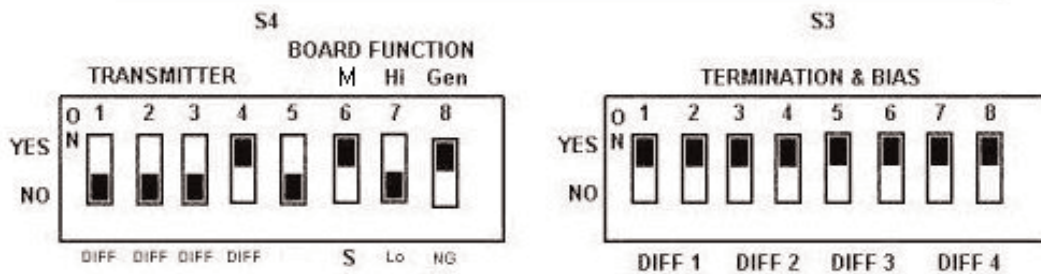 S4 S3
BOARD FUNCTION
TRANSMITTER M Hi Gen TERMINATION & BIAS
O 1 2 3 4 5 6 7 8 O 1 2 3 4 5 6 7 8
YES N YES N
NO NO
DIFF DIFF DIFF DIFF S Lo NG DIFF 1 DIFF 2 DIFF 3 DIFF 4